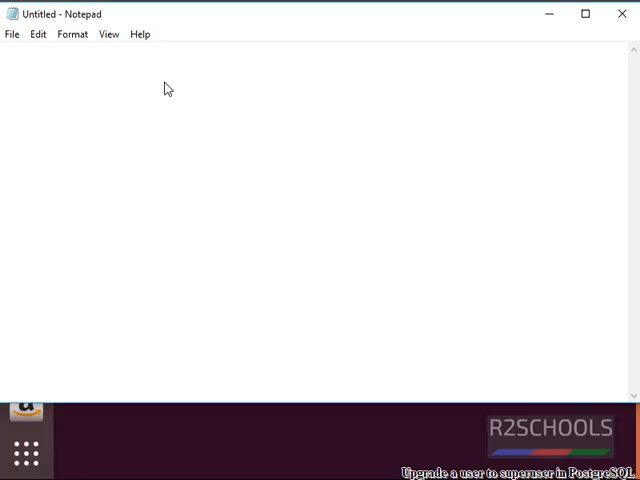 Untitled - Notepad
File Edit Format View Help
a
R2SCHOOLS
Upgrade a user to superuser in PostgreSQL